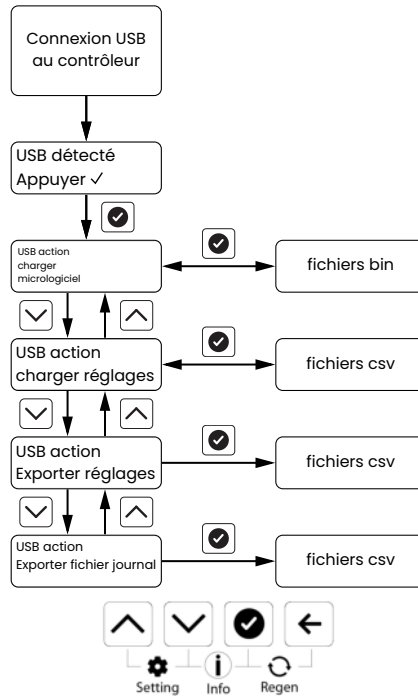 Connexion USB
au contrôleur
USB détecté
Appuyer ✓
USB action
charger
micrologiciel
fichiers bin
USB action
charger réglages
fichiers csv
USB action
Exporter réglages
fichiers csv
USB action
Exporter fichier journal
fichiers csv
Setting
Info
Regen